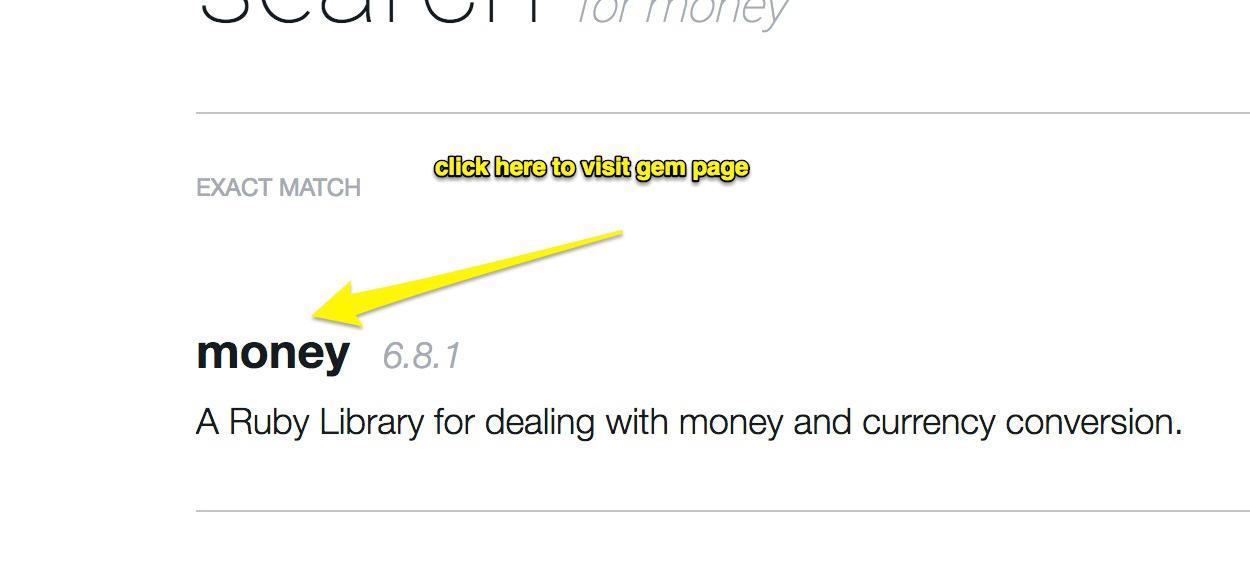 search for money
click here to visit gem page
EXACT MATCH
money 6.8.1
A Ruby Library for dealing with money and currency conversion.